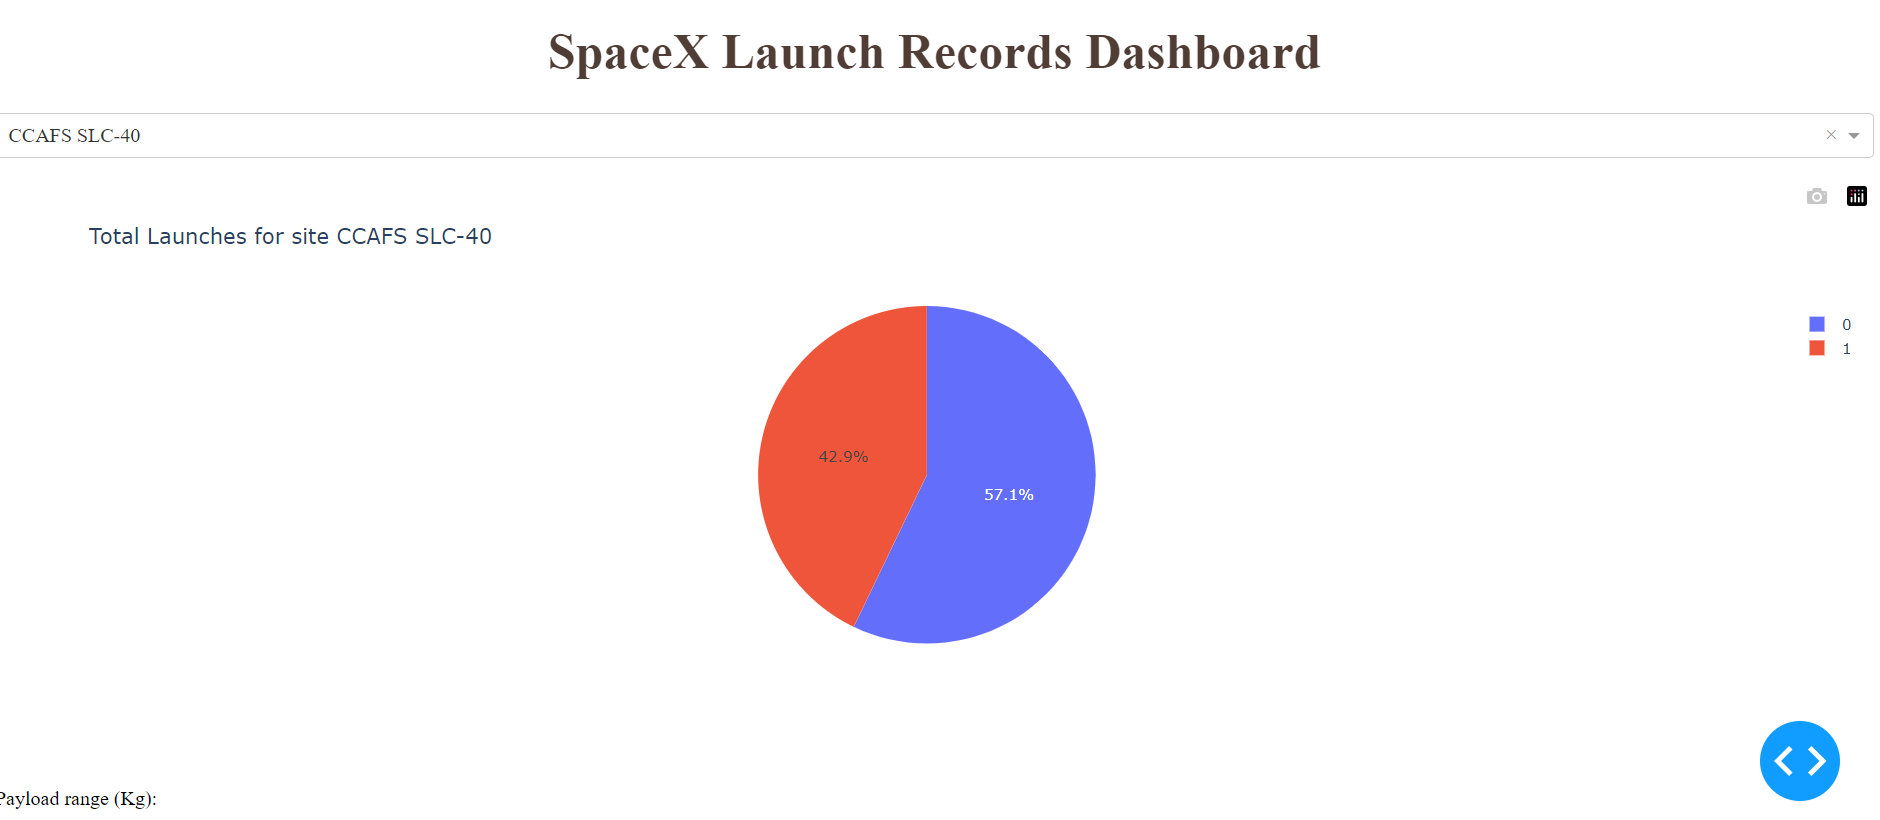 SpaceX Launch Records Dashboard
CCAFS SLC-40
Total Launches for site CCAFS SLC-40
0
1
42.9%
57.1%
Payload range (Kg):